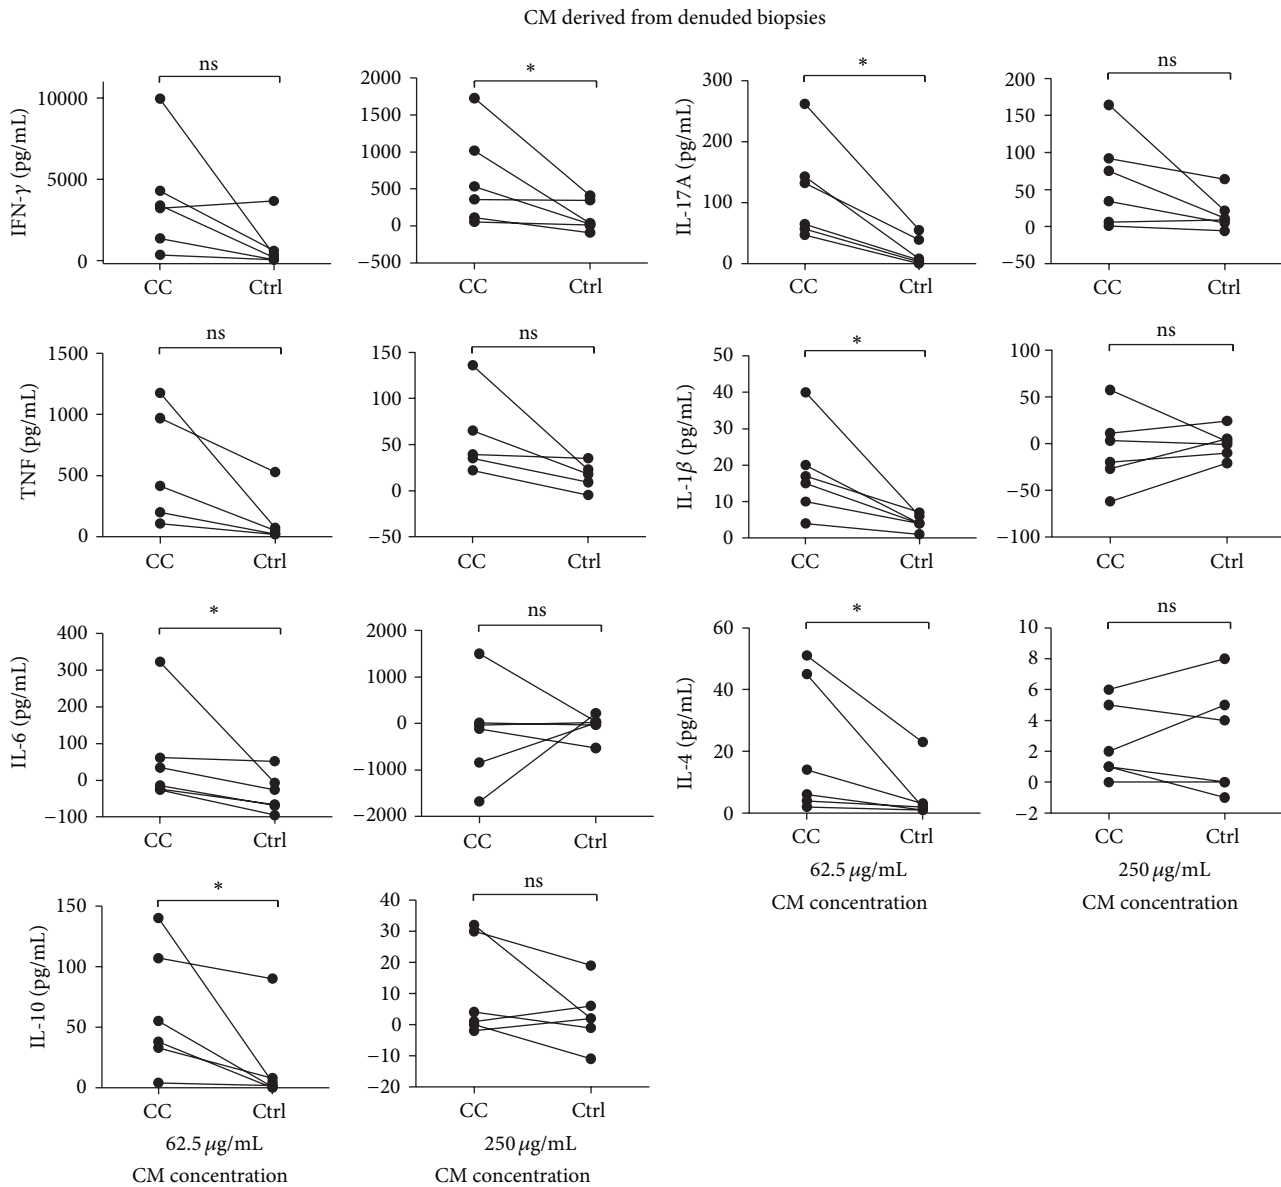 CM derived from denuded biopsies
ns
IFN-γ (pg/mL)
10000
5000
0
CC
Ctrl
*
2000
1500
1000
500
0
−500
CC
Ctrl
*
IL-17A (pg/mL)
300
200
100
0
CC
Ctrl
ns
200
150
100
50
0
−50
CC
Ctrl
ns
TNF (pg/mL)
1500
1000
500
0
CC
Ctrl
ns
150
100
50
0
−50
CC
Ctrl
*
IL-1β (pg/mL)
50
40
30
20
10
0
CC
Ctrl
ns
100
50
0
−50
−100
CC
Ctrl
*
IL-6 (pg/mL)
400
300
200
100
0
−100
CC
Ctrl
ns
2000
1000
0
−1000
−2000
CC
Ctrl
*
IL-4 (pg/mL)
60
40
20
0
CC
Ctrl
62.5 μg/mL
CM concentration
ns
10
8
6
4
2
0
−2
CC
Ctrl
250 μg/mL
CM concentration
*
IL-10 (pg/mL)
150
100
50
0
CC
Ctrl
62.5 μg/mL
CM concentration
ns
40
30
20
10
0
−10
−20
CC
Ctrl
250 μg/mL
CM concentration